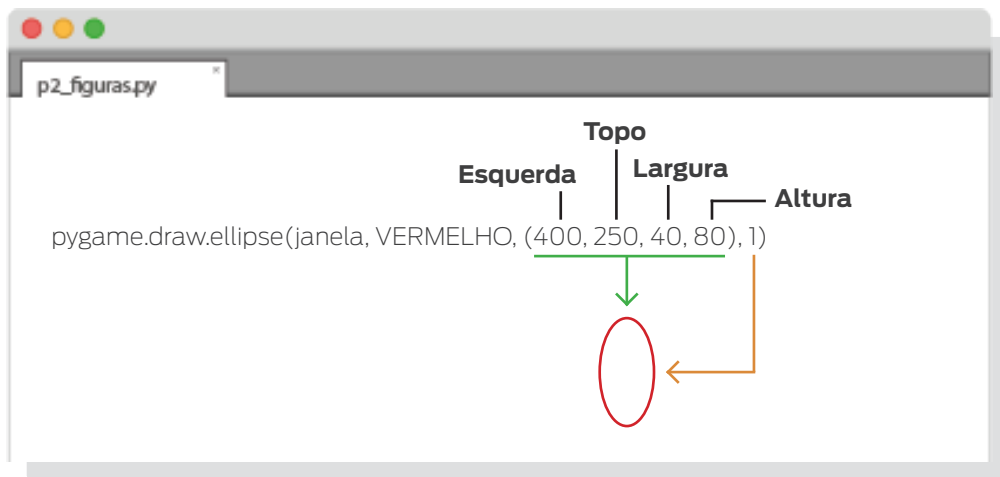 p2_figuras.py ×
Topo
Esquerda Largura
Altura
pygame.draw.ellipse(janela, VERMELHO, (400, 250, 40, 80), 1)